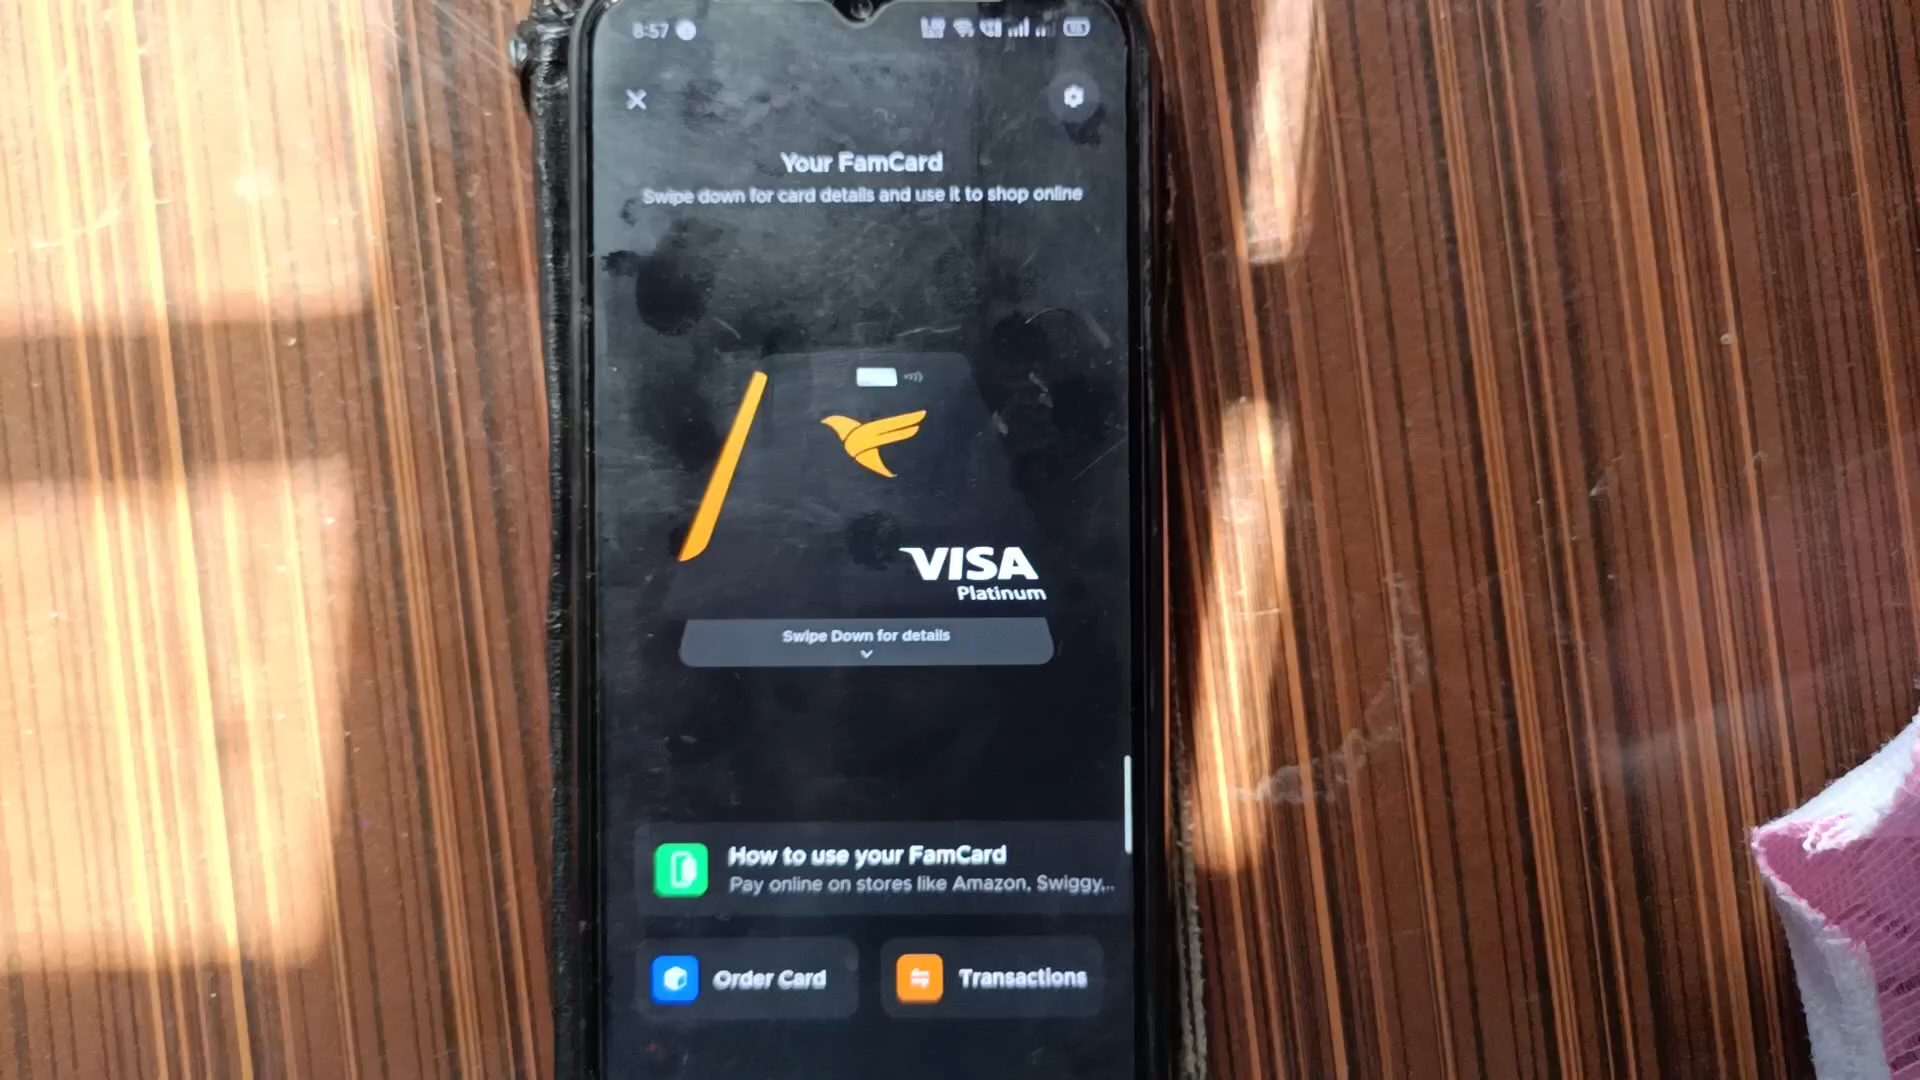 8:57
Your FamCard
Swipe down for card details and use it to shop online
VISA
Platinum
Swipe Down for details
How to use your FamCard
Pay online on stores like Amazon, Swiggy,...
Order Card
Transactions